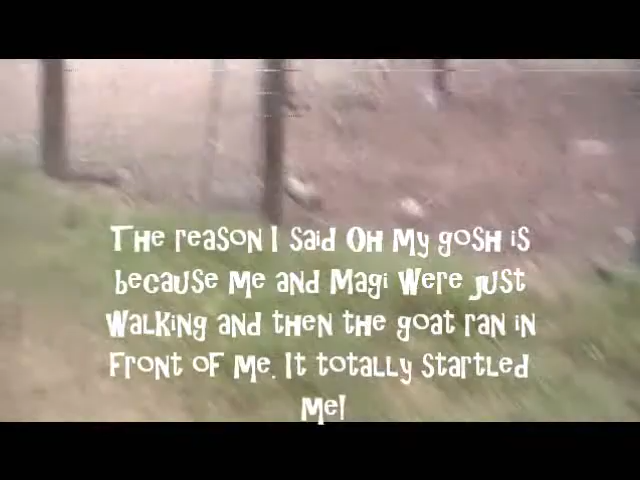 The reason I said Oh My gosh is
because Me and Magi Were just
Walking and then the goat ran in
Front of Me. It totally startled
Me!